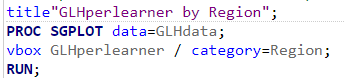 title"GLHperlearner by Region";
PROC SGPLOT data=GLHdata;
vbox GLHperlearner / category=Region;
RUN;